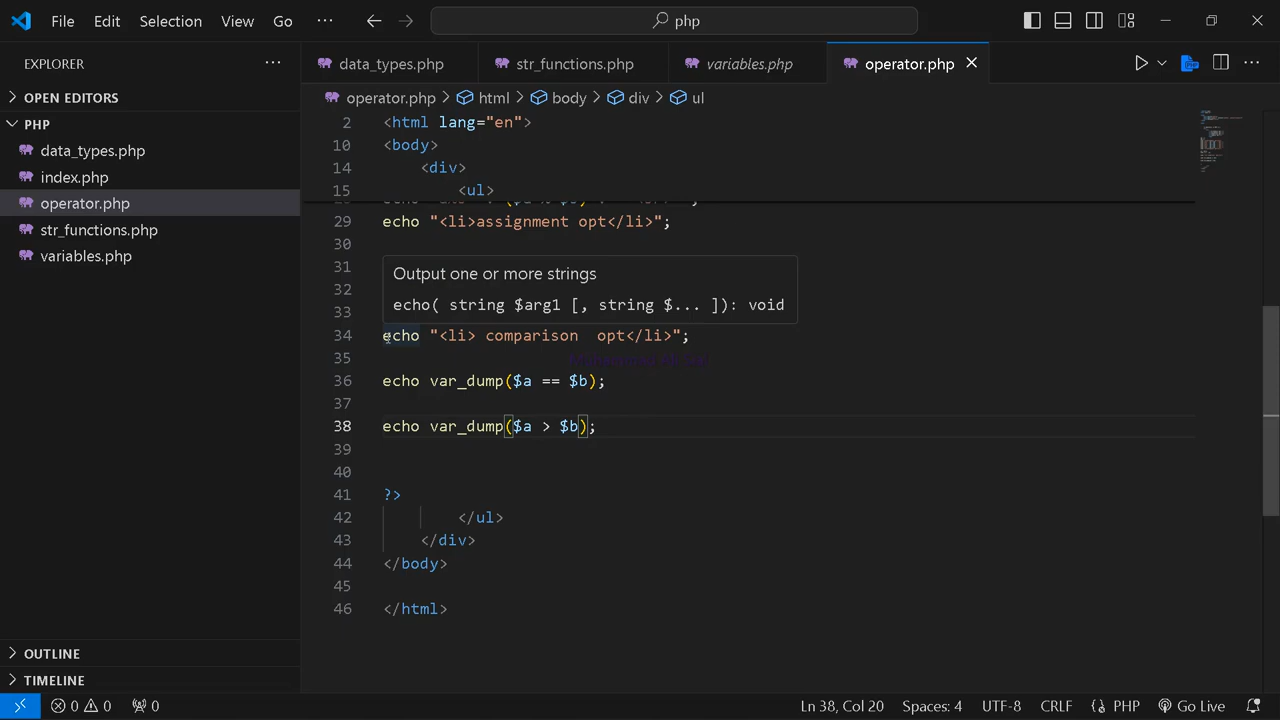 File Edit Selection View Go ··· php
EXPLORER ···
data_types.php str_functions.php variables.php operator.php
OPEN EDITORS
PHP
data_types.php
index.php
operator.php
str_functions.php
variables.php
OUTLINE
TIMELINE
operator.php > html > body > div > ul
2 <html lang="en">
10 <body>
14 <div>
15 <ul>
29 echo "<li>assignment opt</li>";
30
31
32
33
Output one or more strings
echo( string $arg1 [, string $... ]): void
34 echo "<li> comparison  opt</li>";
35
36 echo var_dump($a == $b);
37
38 echo var_dump($a > $b);
39
40
41 ?>
42 </ul>
43 </div>
44 </body>
45
46 </html>
0 0 0 Ln 38, Col 20 Spaces: 4 UTF-8 CRLF PHP Go Live